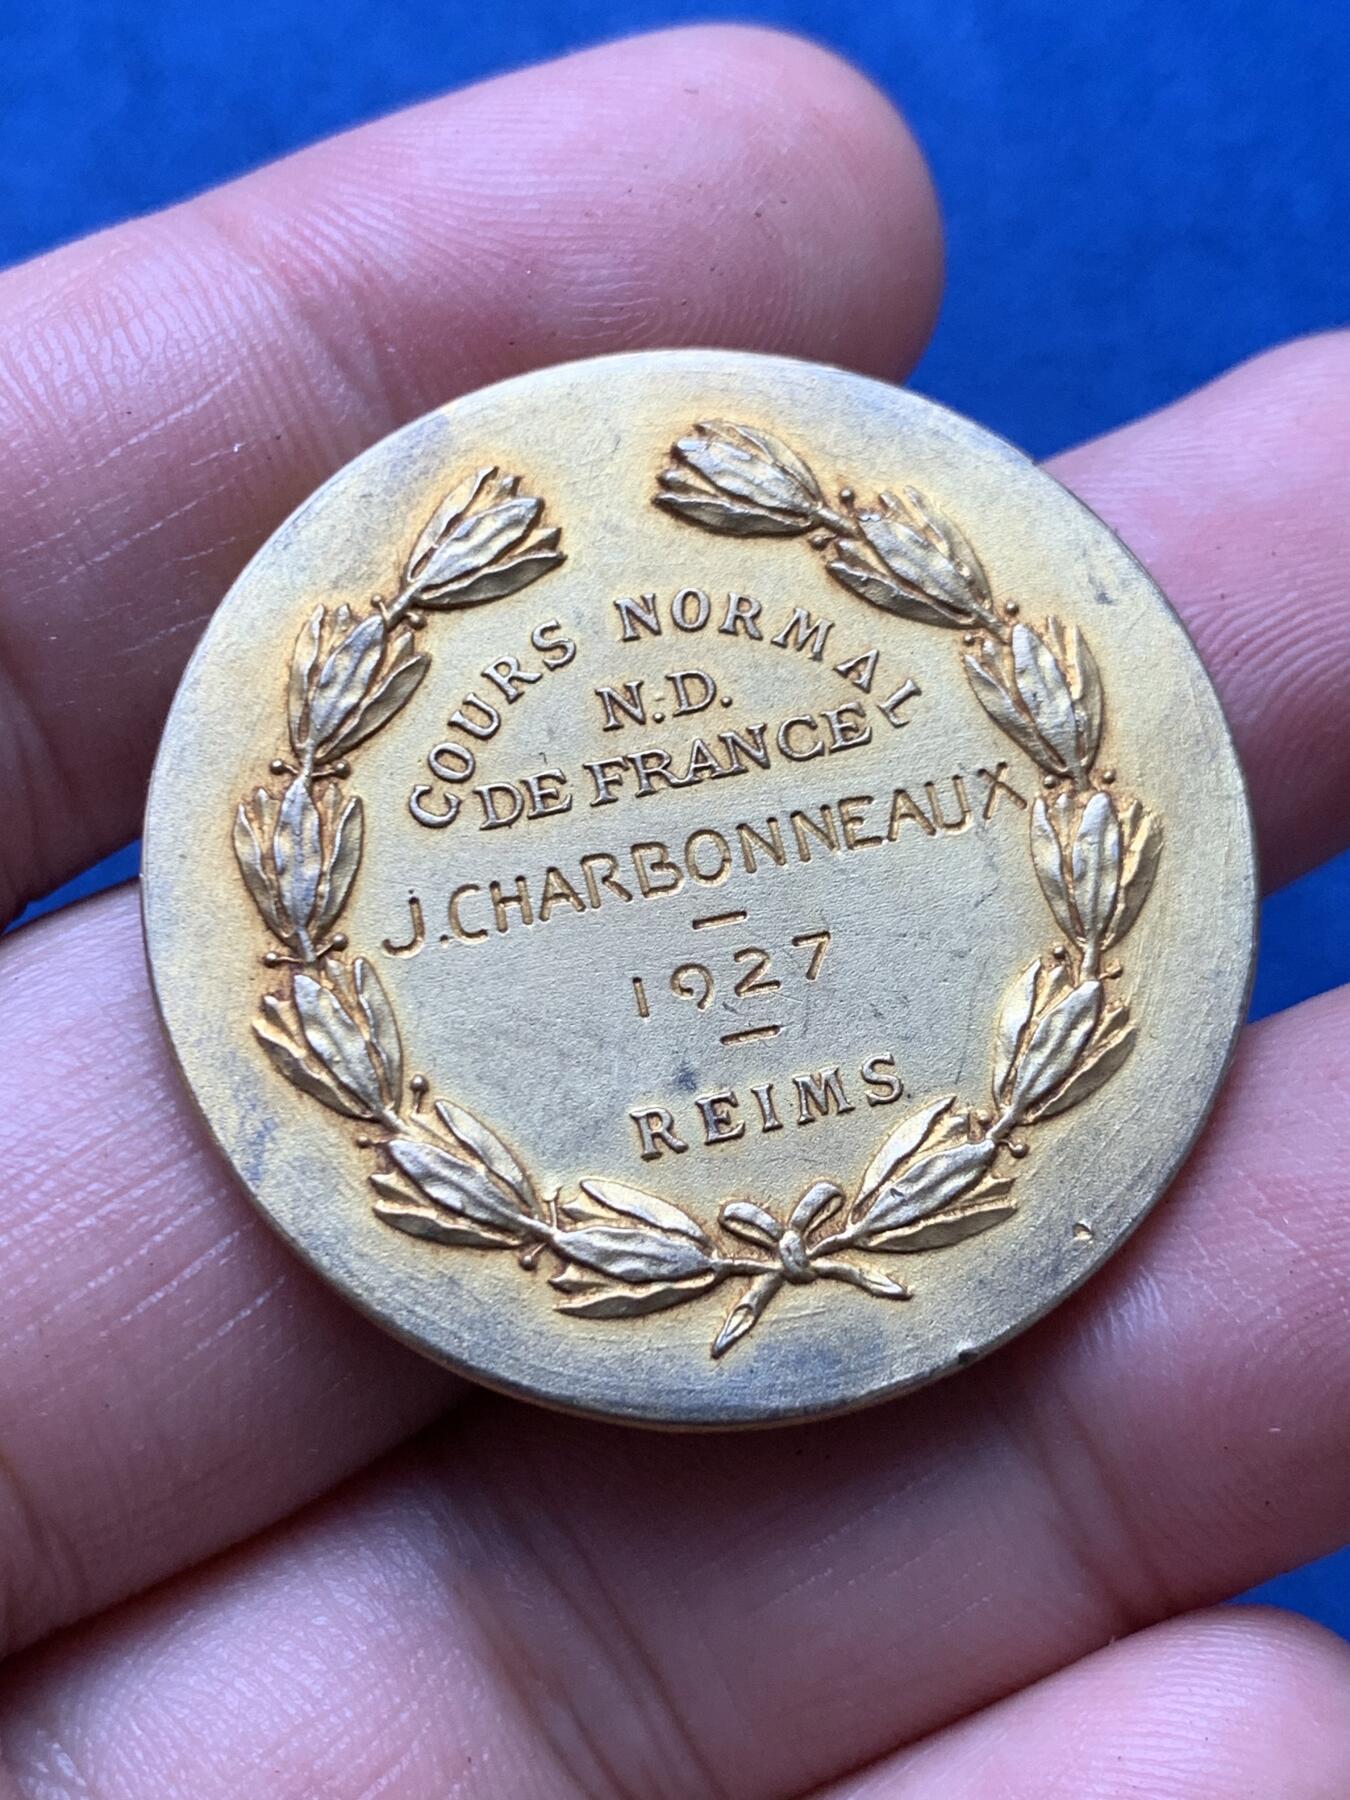 COURS NORMAL
N.D.
DE FRANCE
J.CHARBONNEAUX
1927
REIMS